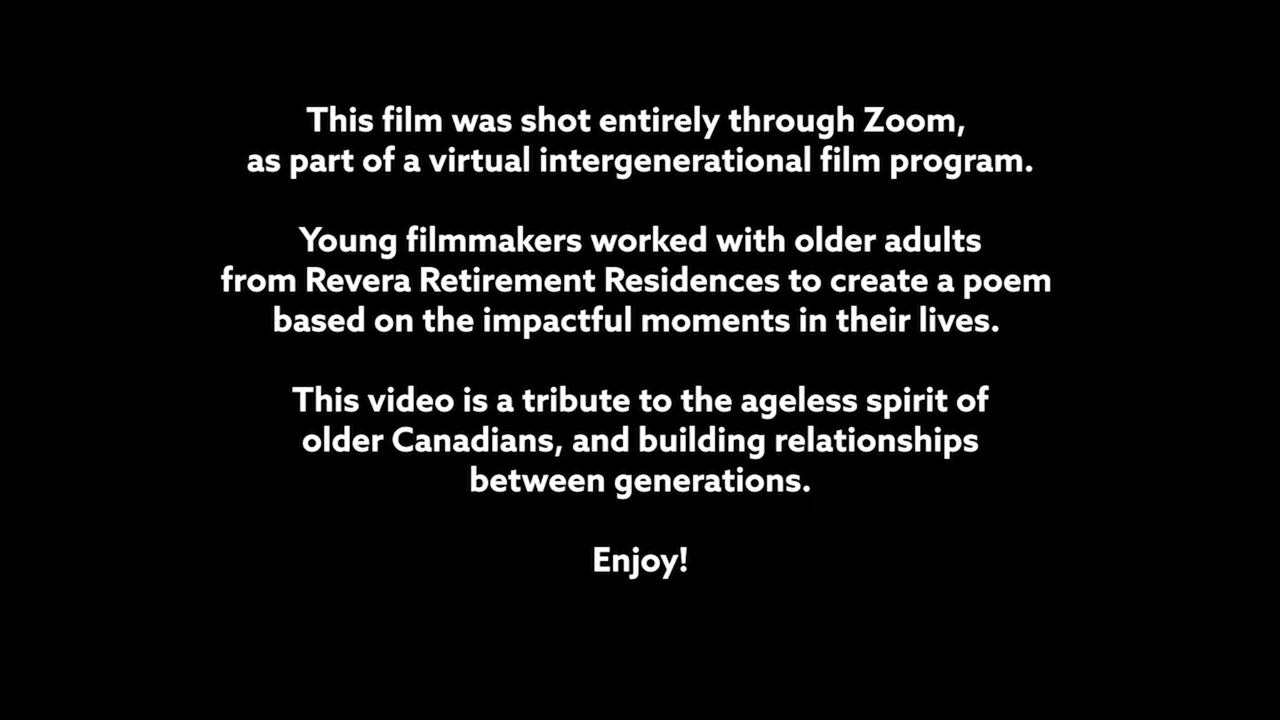 This film was shot entirely through Zoom,
as part of a virtual intergenerational film program.
Young filmmakers worked with older adults
from Revera Retirement Residences to create a poem
based on the impactful moments in their lives.
This video is a tribute to the ageless spirit of
older Canadians, and building relationships
between generations.
Enjoy!